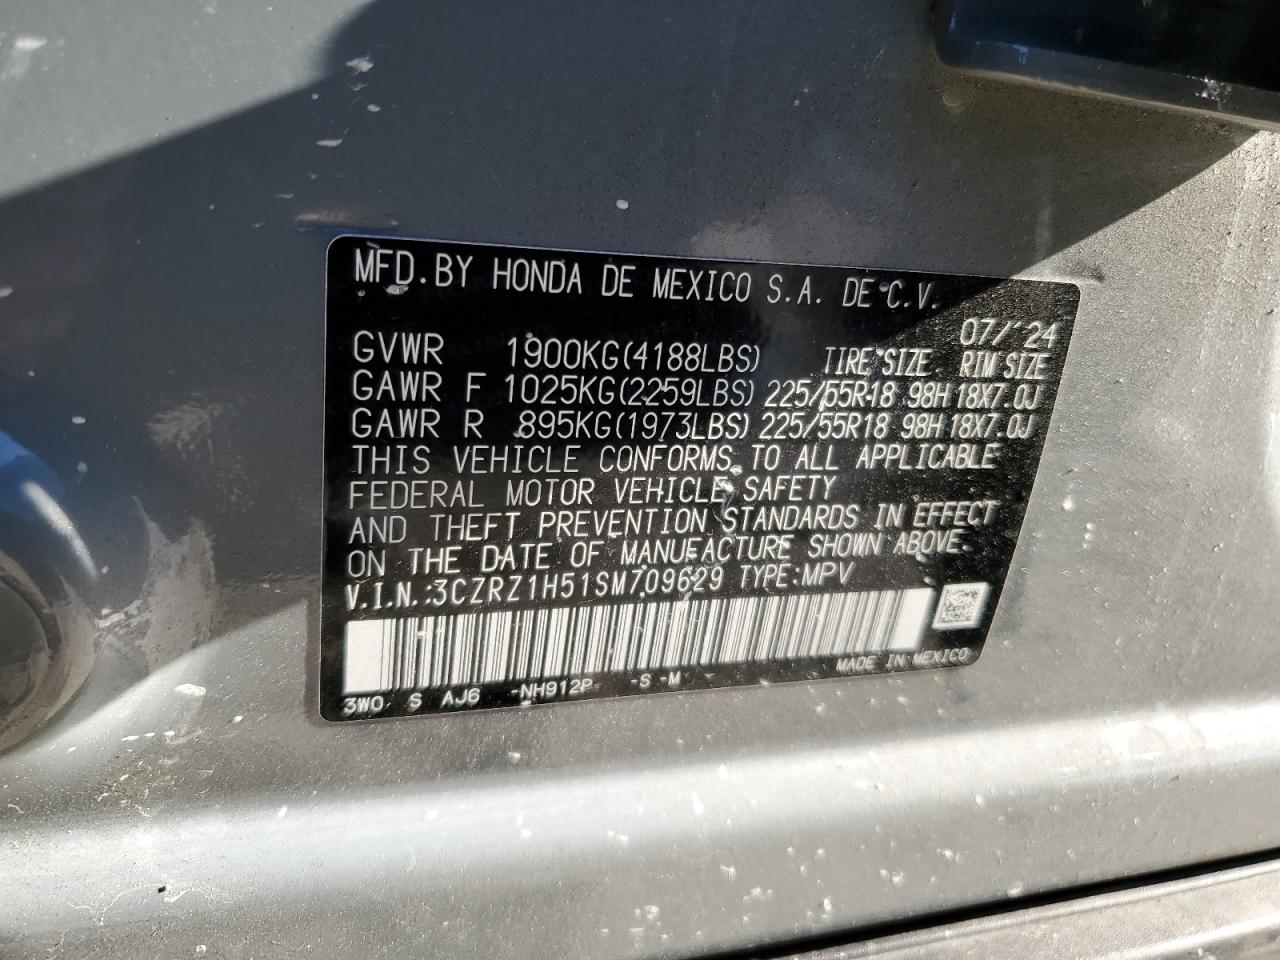 MFD.BY HONDA DE MEXICO S.A. DE C.V.
07/ 24
GVWR 1900KG(4188LBS) TIRE SIZE RIM SIZE
GAWR F 1025KG(2259LBS) 225/55R18 98H 18X7.0J
GAWR R 895KG(1973LBS) 225/55R18 98H 18X7.0J
THIS VEHICLE CONFORMS TO ALL APPLICABLE
FEDERAL MOTOR VEHICLE SAFETY
AND THEFT PREVENTION STANDARDS IN EFFECT
ON THE DATE OF MANUFACTURE SHOWN ABOVE.
V.I.N.:3CZRZ1H51SM709629 TYPE:MPV
MADE IN MEXICO
3W0 S AJ6 -NH912P -S -M